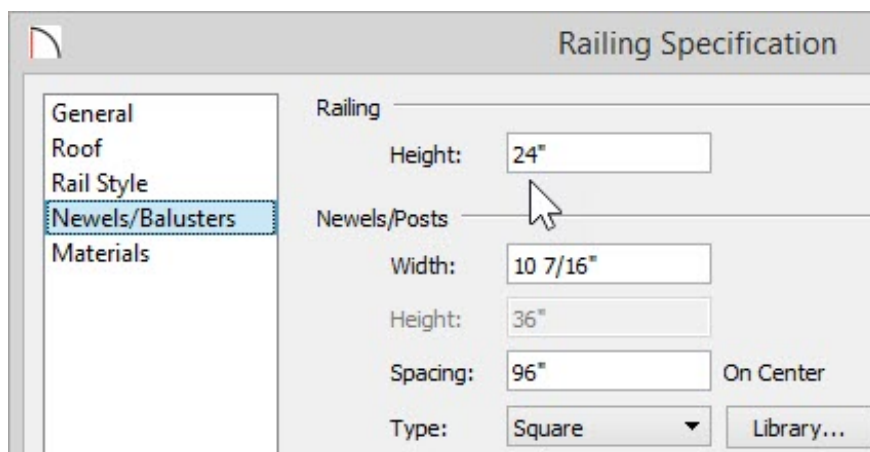 Railing Specification
General
Roof
Rail Style
Newels/Balusters
Materials
Railing
Height: 24"
Newels/Posts
Width: 10 7/16"
Height: 36"
Spacing: 96" On Center
Type: Square Library...